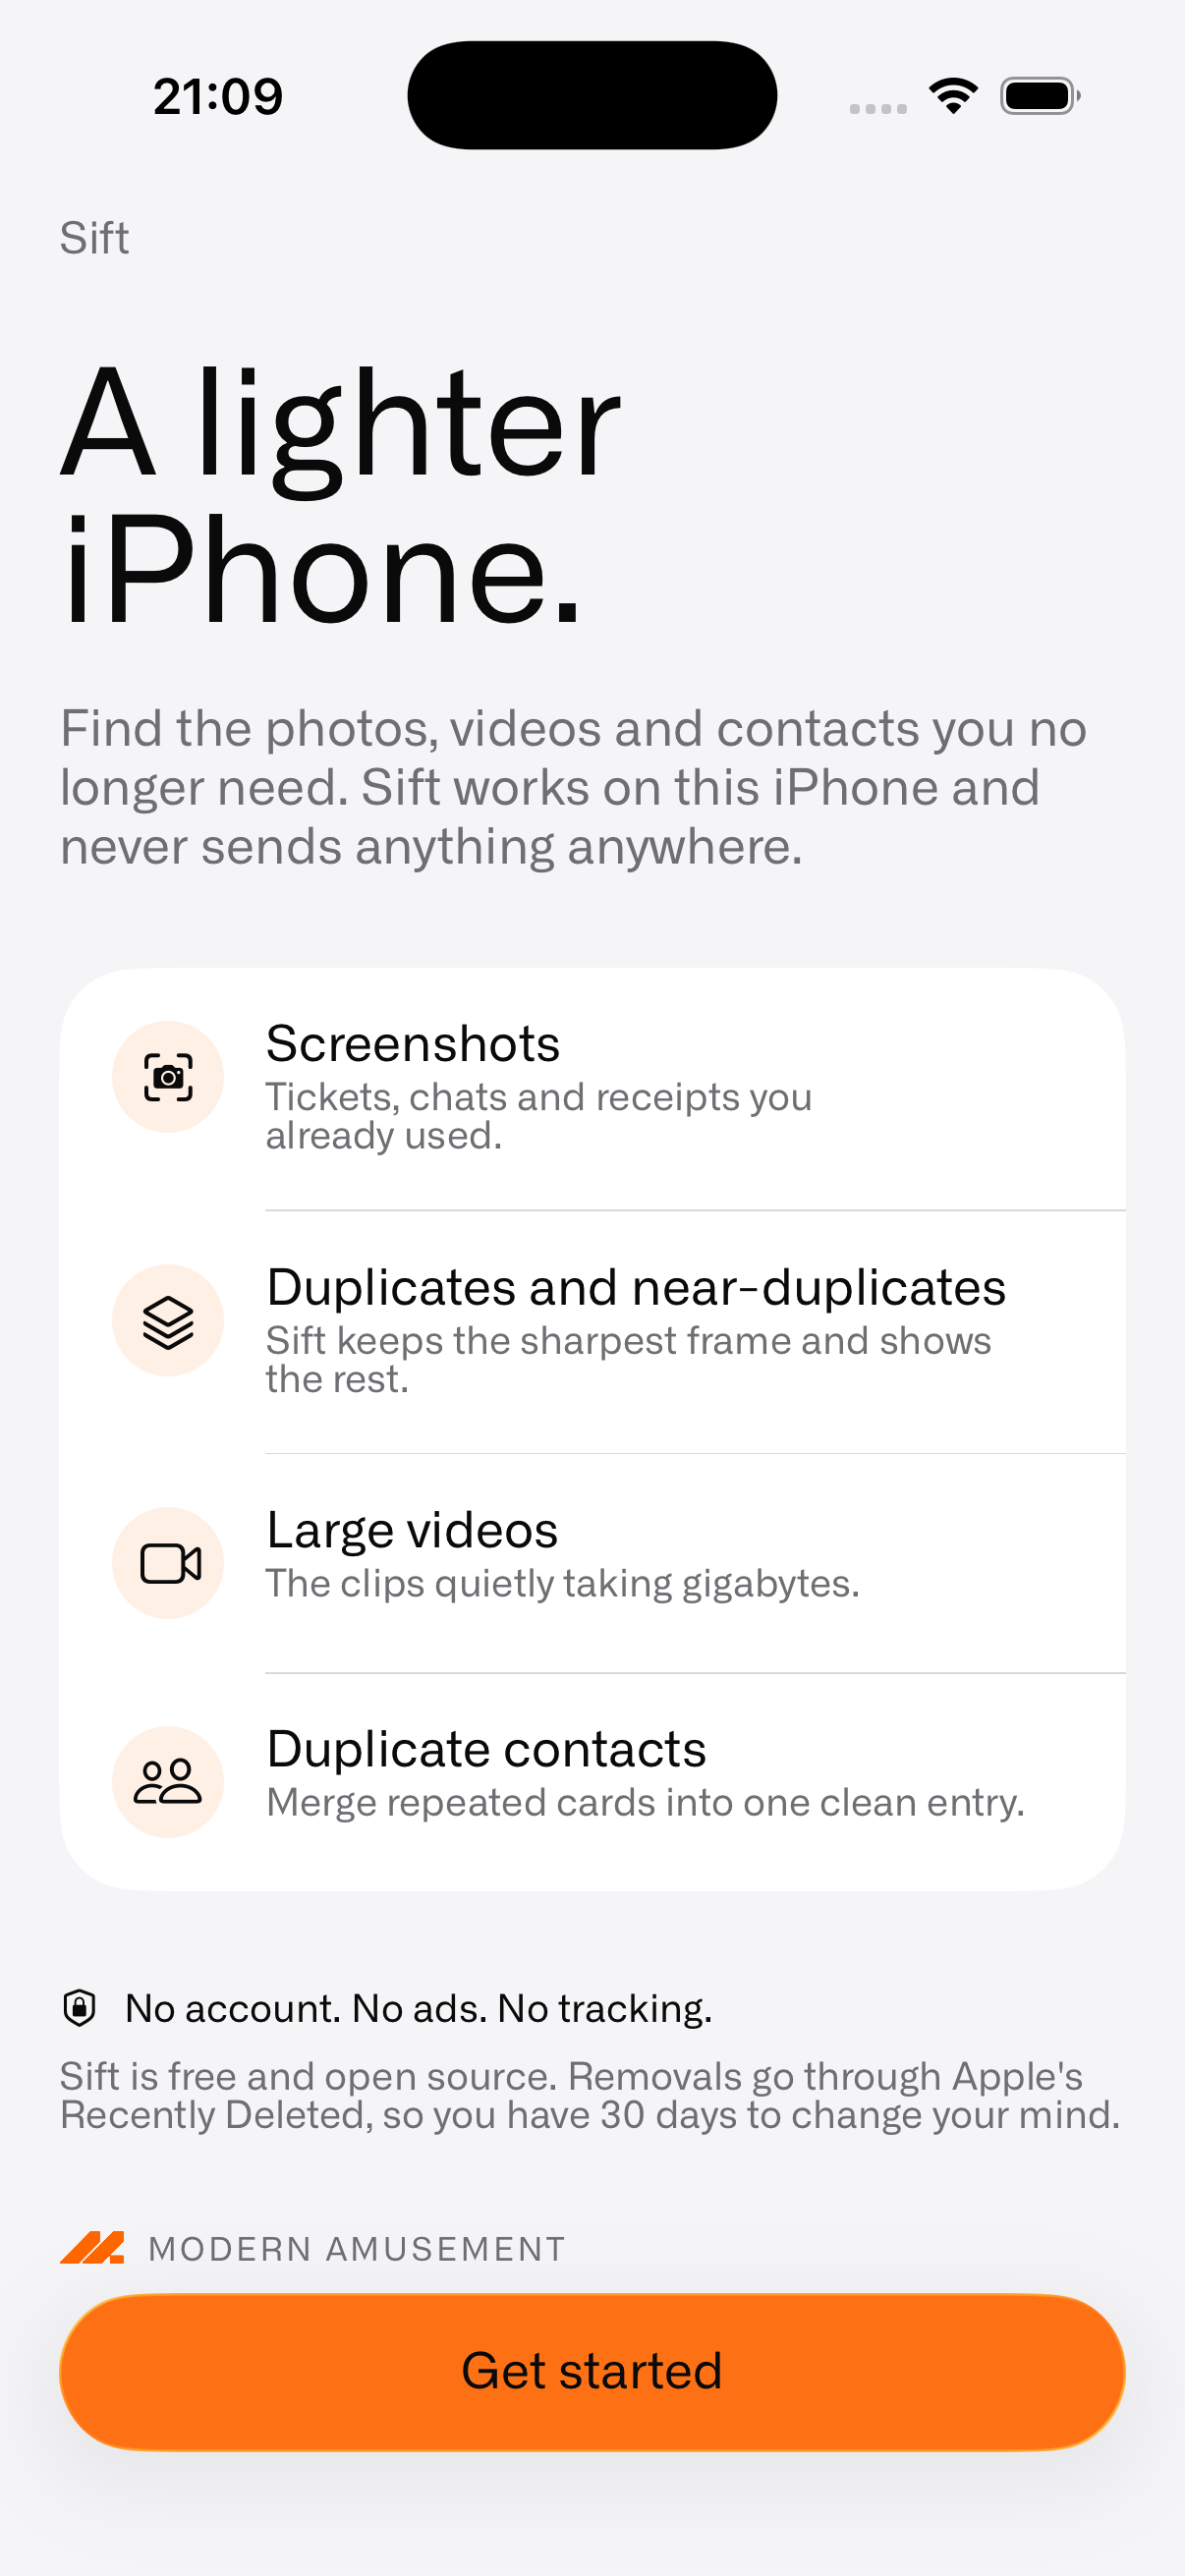 21:09
Sift
A lighter
iPhone.
Find the photos, videos and contacts you no
longer need. Sift works on this iPhone and
never sends anything anywhere.
Screenshots
Tickets, chats and receipts you
already used.
Duplicates and near-duplicates
Sift keeps the sharpest frame and shows
the rest.
Large videos
The clips quietly taking gigabytes.
Duplicate contacts
Merge repeated cards into one clean entry.
No account. No ads. No tracking.
Sift is free and open source. Removals go through Apple's
Recently Deleted, so you have 30 days to change your mind.
MODERN AMUSEMENT
Get started